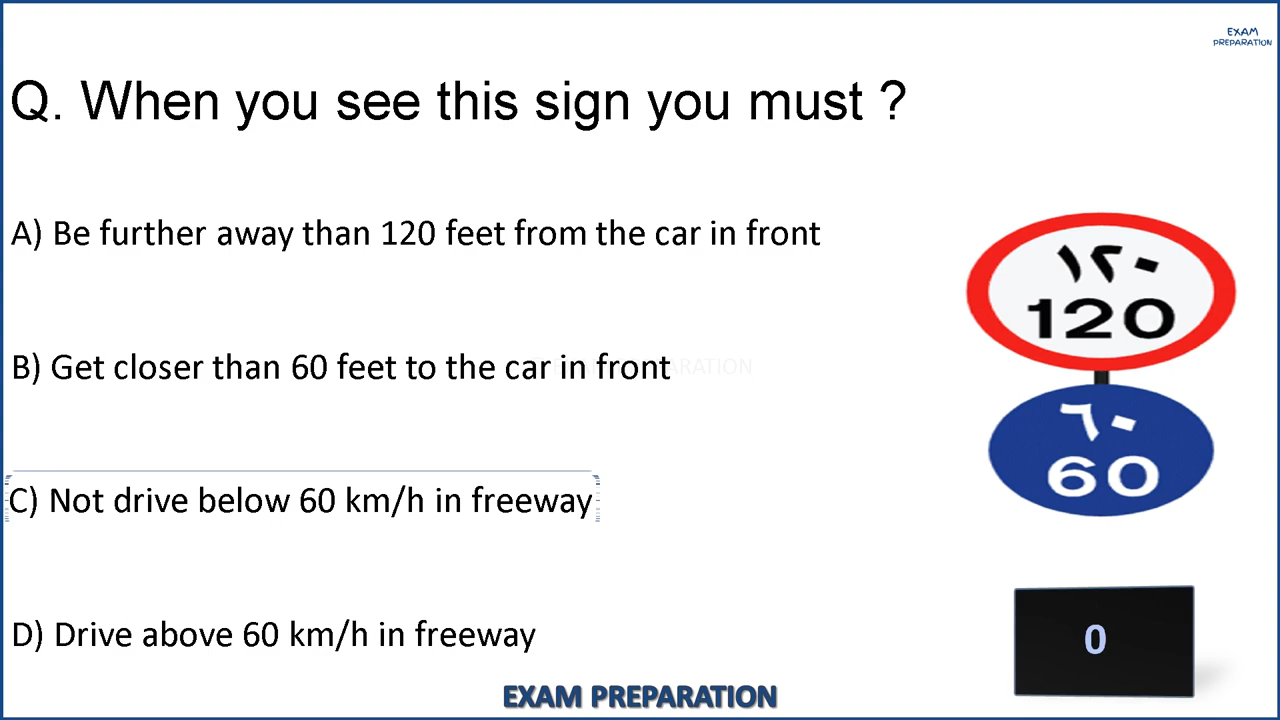 EXAM
PREPARATION
Q. When you see this sign you must ?
A) Be further away than 120 feet from the car in front
B) Get closer than 60 feet to the car in front
C) Not drive below 60 km/h in freeway
D) Drive above 60 km/h in freeway
١٢٠
120
٦٠
60
0
EXAM PREPARATION